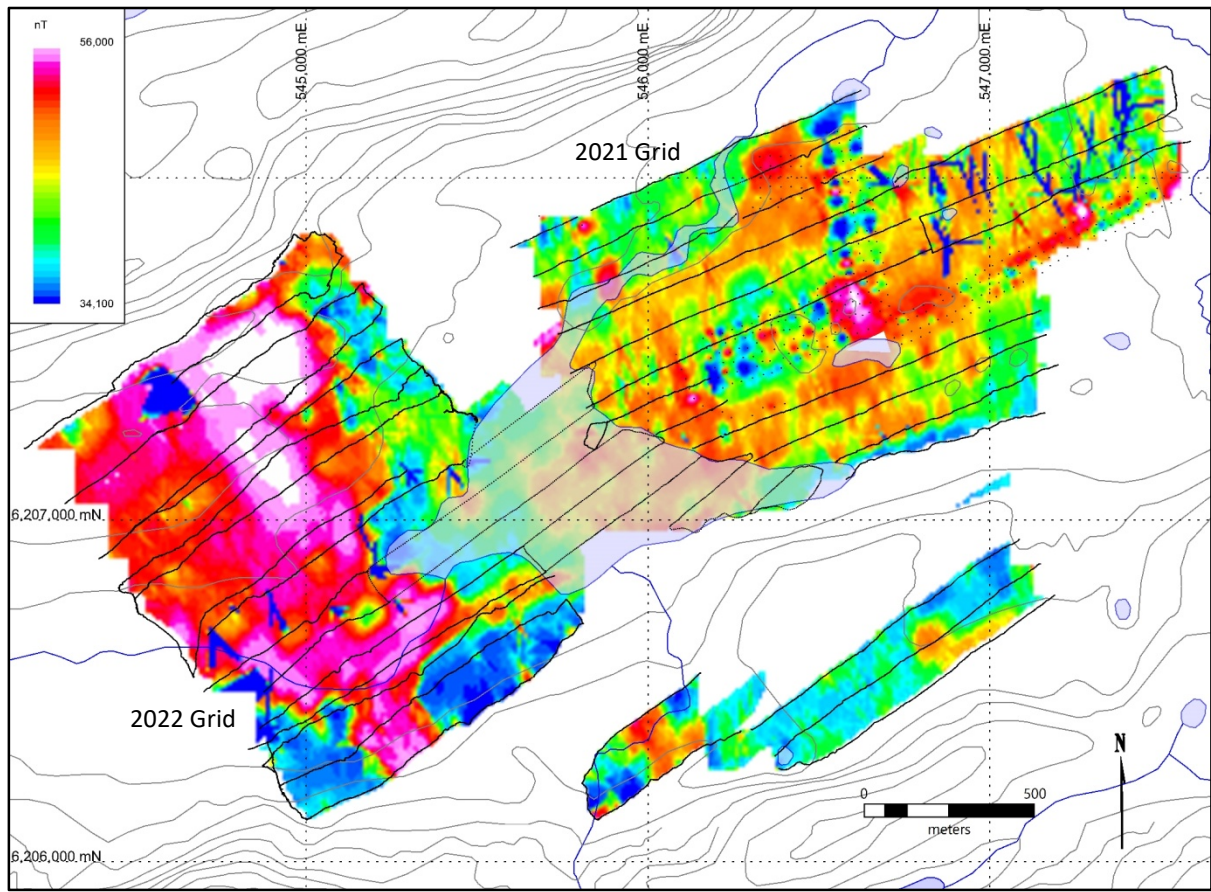 nT
56,000
34,100
545,000 mE
546,000 mE
547,000 mE
2021 Grid
6,207,000 mN
2022 Grid
N
0
500
meters
6,206,000 mN